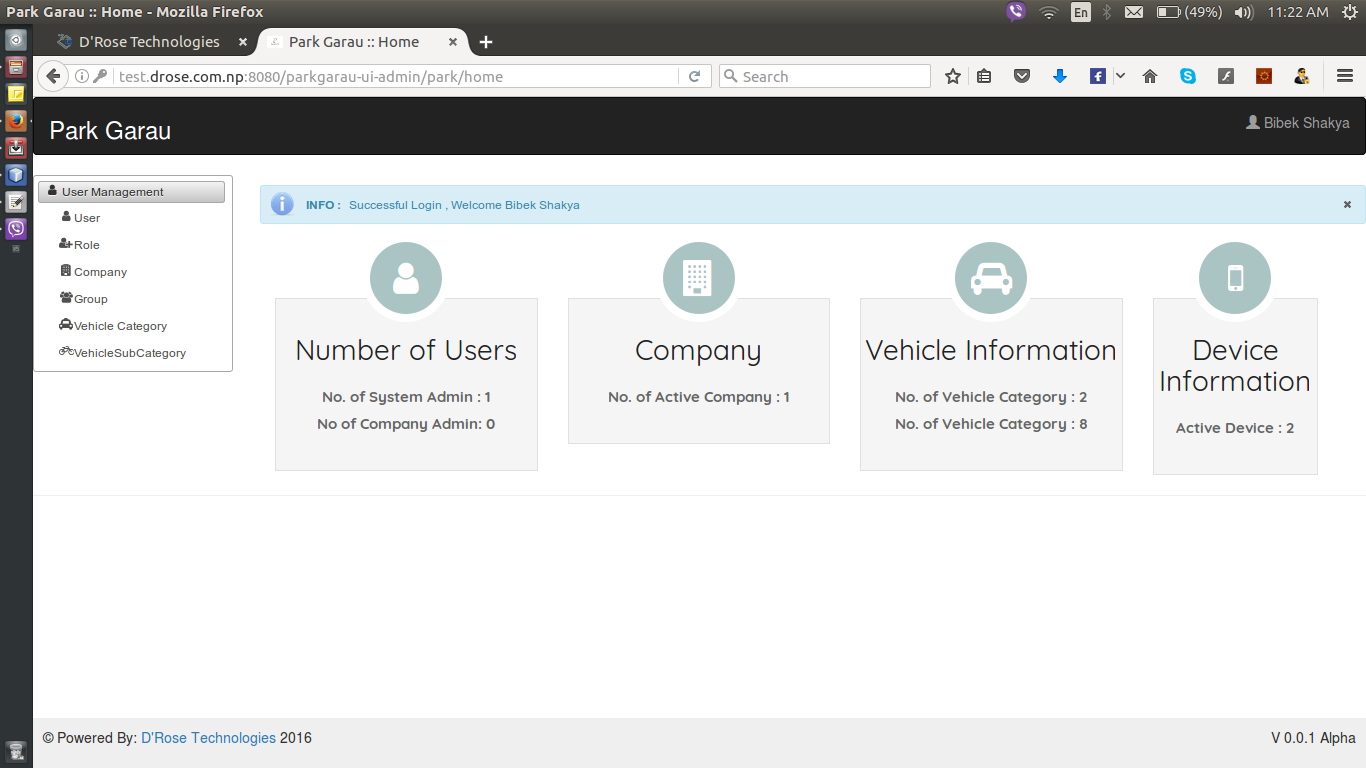 Park Garau :: Home - Mozilla Firefox
En
(49%)
11:22 AM
D'Rose Technologies
Park Garau :: Home
test.drose.com.np:8080/parkgarau-ui-admin/park/home
Search
Park Garau
Bibek Shakya
User Management
User
Role
Company
Group
Vehicle Category
VehicleSubCategory
INFO : Successful Login , Welcome Bibek Shakya
Number of Users
No. of System Admin : 1
No of Company Admin: 0
Company
No. of Active Company : 1
Vehicle Information
No. of Vehicle Category : 2
No. of Vehicle Category : 8
Device
Information
Active Device : 2
© Powered By: D'Rose Technologies 2016
V 0.0.1 Alpha